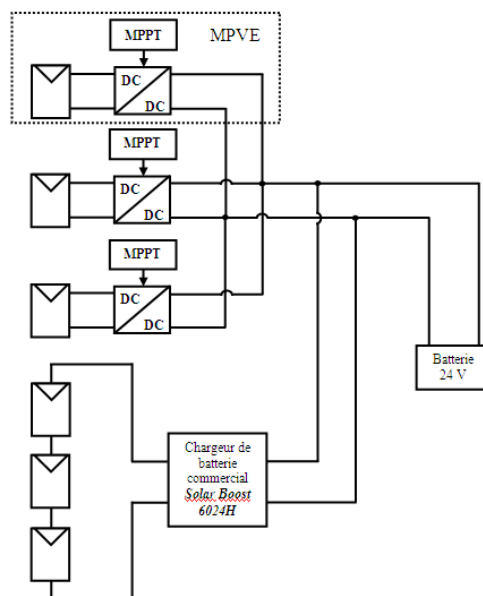 MPPT
MPVE
DC
DC
MPPT
DC
DC
MPPT
DC
DC
Batterie
24 V
Chargeur de
batterie
commercial
Solar Boost
6024H